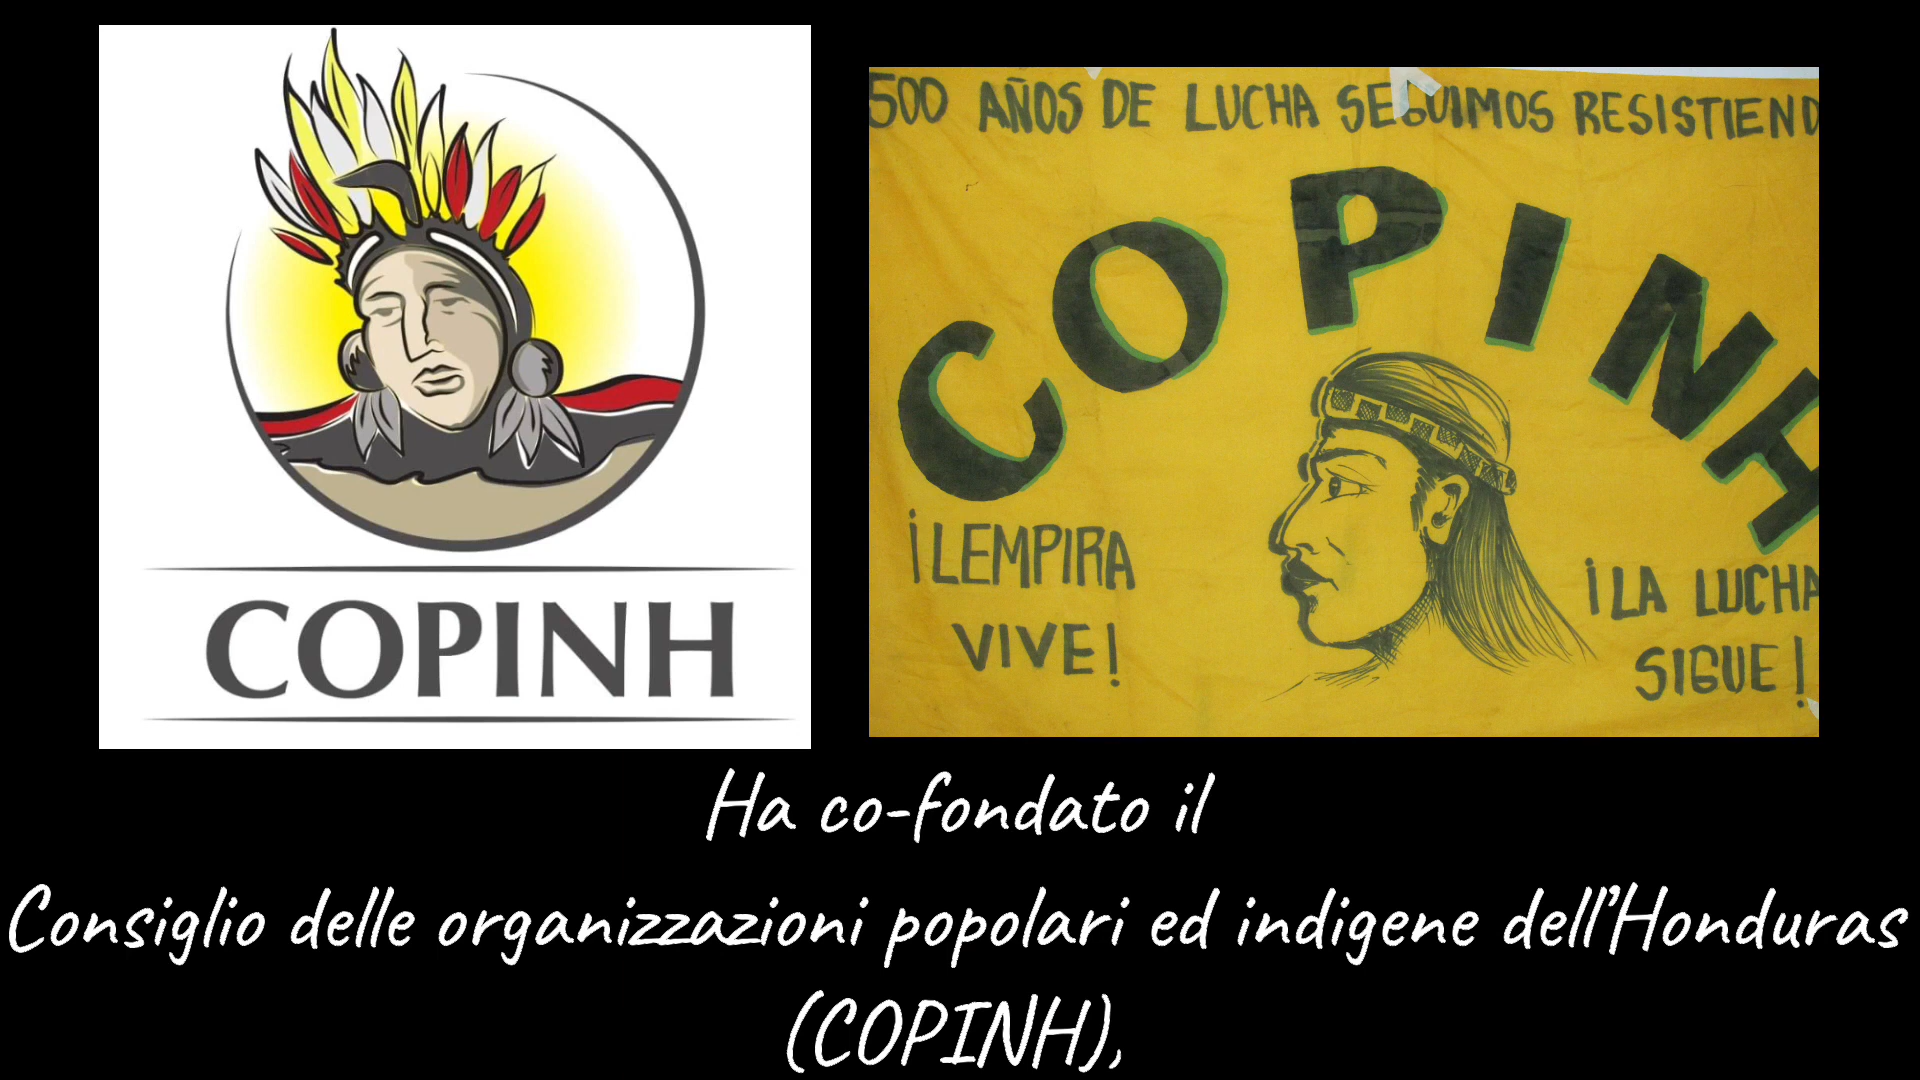 COPINH
500 AÑOS DE LUCHA SEGUIMOS RESISTIEND
COPINH
¡LEMPIRA
VIVE!
¡LA LUCHA
SIGUE!
Ha co-fondato il
Consiglio delle organizzazioni popolari ed indigene dell'Honduras
(COPINH),